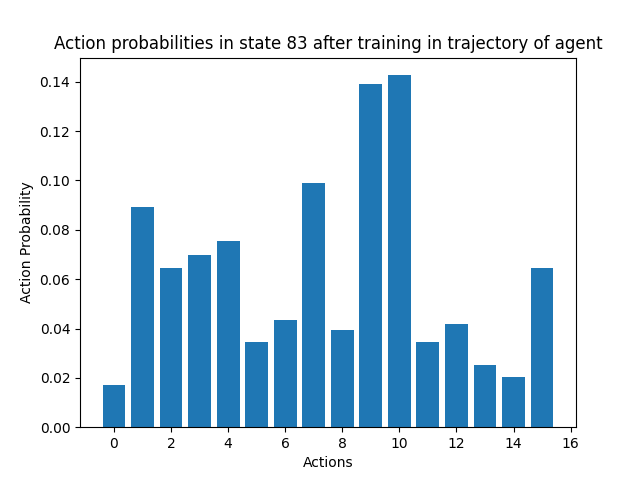 Action probabilities in state 83 after training in trajectory of agent
0.14
0.12
0.10
0.08
0.06
0.04
0.02
0.00
Action Probability
0 2 4 6 8 10 12 14 16
Actions